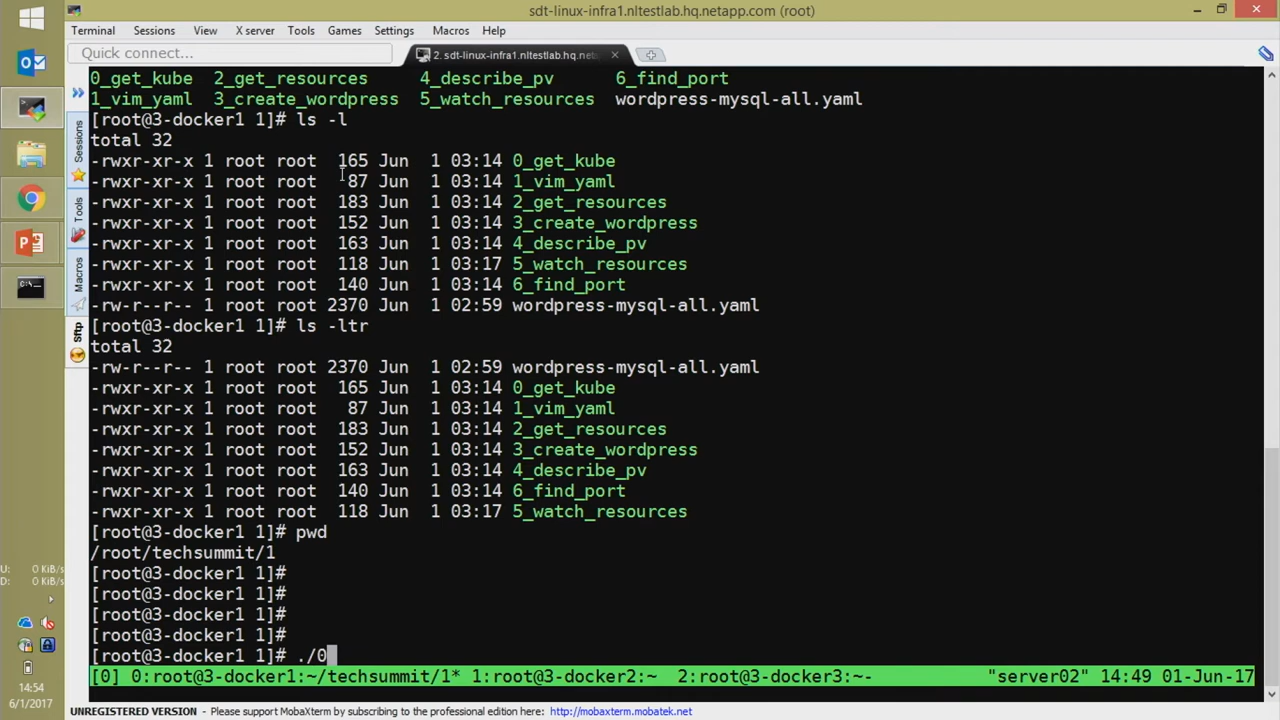 sdt-linux-infra1.nltestlab.hq.netapp.com (root)
Terminal Sessions View X server Tools Games Settings Macros Help
Quick connect...
2. sdt-linux-infra1.nltestlab.hq.neta
0_get_kube 2_get_resources 4_describe_pv 6_find_port
1_vim_yaml 3_create_wordpress 5_watch_resources wordpress-mysql-all.yaml
[root@3-docker1 1]# ls -l
total 32
-rwxr-xr-x 1 root root 165 Jun 1 03:14 0_get_kube
-rwxr-xr-x 1 root root 87 Jun 1 03:14 1_vim_yaml
-rwxr-xr-x 1 root root 183 Jun 1 03:14 2_get_resources
-rwxr-xr-x 1 root root 152 Jun 1 03:14 3_create_wordpress
-rwxr-xr-x 1 root root 163 Jun 1 03:14 4_describe_pv
-rwxr-xr-x 1 root root 118 Jun 1 03:17 5_watch_resources
-rwxr-xr-x 1 root root 140 Jun 1 03:14 6_find_port
-rw-r--r-- 1 root root 2370 Jun 1 02:59 wordpress-mysql-all.yaml
[root@3-docker1 1]# ls -ltr
total 32
-rw-r--r-- 1 root root 2370 Jun 1 02:59 wordpress-mysql-all.yaml
-rwxr-xr-x 1 root root 165 Jun 1 03:14 0_get_kube
-rwxr-xr-x 1 root root 87 Jun 1 03:14 1_vim_yaml
-rwxr-xr-x 1 root root 183 Jun 1 03:14 2_get_resources
-rwxr-xr-x 1 root root 152 Jun 1 03:14 3_create_wordpress
-rwxr-xr-x 1 root root 163 Jun 1 03:14 4_describe_pv
-rwxr-xr-x 1 root root 140 Jun 1 03:14 6_find_port
-rwxr-xr-x 1 root root 118 Jun 1 03:17 5_watch_resources
[root@3-docker1 1]# pwd
/root/techsummit/1
[root@3-docker1 1]#
[root@3-docker1 1]#
[root@3-docker1 1]#
[root@3-docker1 1]#
[root@3-docker1 1]# ./0
[0] 0:root@3-docker1:~/techsummit/1* 1:root@3-docker2:~ 2:root@3-docker3:~- "server02" 14:49 01-Jun-17
UNREGISTERED VERSION - Please support MobaXterm by subscribing to the professional edition here: http://mobaxterm.mobatek.net
Sessions
Tools
Macros
Sftp
U: 0 KiB/s
D: 0 KiB/s
14:54
6/1/2017